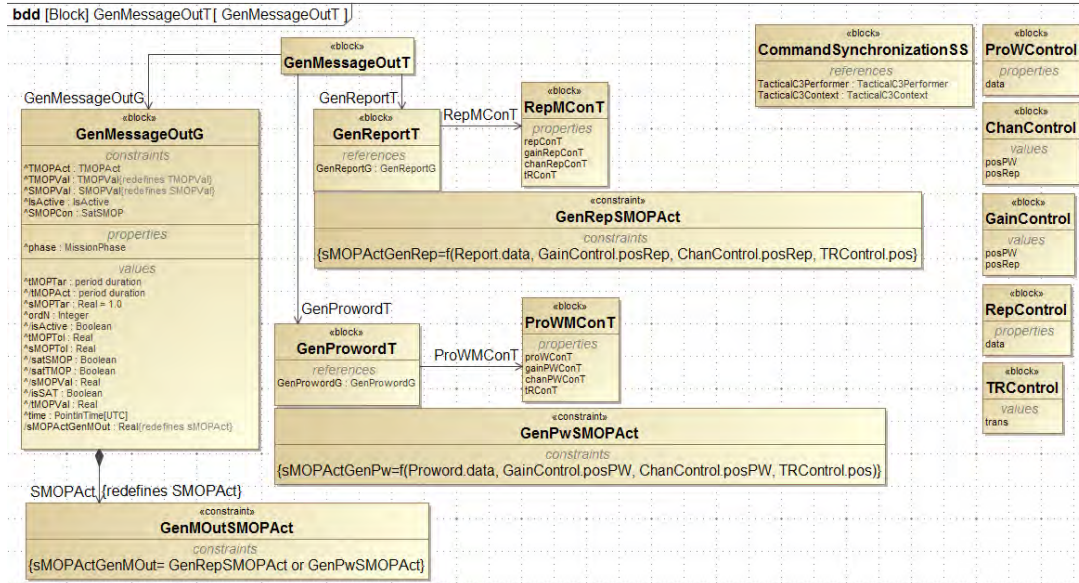 bdd [Block] GenMessageOutT[ GenMessageOutT ]
«block»
GenMessageOutT
GenMessageOutG
«block»
GenMessageOutG
constraints
^TMOPAct : TMOPAct
^TMOPVal : TMOPVal{redefines TMOPVal}
^SMOPVal : SMOPVal{redefines SMOPVal}
^IsActive : IsActive
^SMOPCon : SatSMOP
properties
^phase : MissionPhase
values
^tMOPTar : period duration
^/tMOPAct : period duration
^sMOPTar : Real = 1.0
^ordN : Integer
^/isActive : Boolean
^tMOPTol : Real
^sMOPTol : Real
^/satSMOP : Boolean
^/satTMOP : Boolean
^/sMOPVal : Real
^/isSAT : Boolean
^/tMOPVal : Real
^time : PointInTime[UTC]
/sMOPActGenMOut : Real{redefines sMOPAct}
SMOPAct {redefines SMOPAct}
«constraint»
GenMOutSMOPAct
constraints
{sMOPActGenMOut= GenRepSMOPAct or GenPwSMOPAct}
GenReportT
«block»
GenReportT
references
GenReportG : GenReportG
RepMConT
«block»
RepMConT
properties
repConT
gainRepConT
chanRepConT
tRConT
«constraint»
GenRepSMOPAct
constraints
{sMOPActGenRep=f(Report.data, GainControl.posRep, ChanControl.posRep, TRControl.pos}
GenProwordT
«block»
GenProwordT
references
GenProwordG : GenProwordG
ProWMConT
«block»
ProWMConT
properties
proWConT
gainPWConT
chanPWConT
tRConT
«constraint»
GenPwSMOPAct
constraints
{sMOPActGenPw=f(Proword.data, GainControl.posPW, ChanControl.posPW, TRControl.pos)}
«block»
CommandSynchronizationSS
references
TacticalC3Performer : TacticalC3Performer
TacticalC3Context : TacticalC3Context
«block»
ProWControl
properties
data
«block»
ChanControl
values
posPW
posRep
«block»
GainControl
values
posPW
posRep
«block»
RepControl
properties
data
«block»
TRControl
values
trans